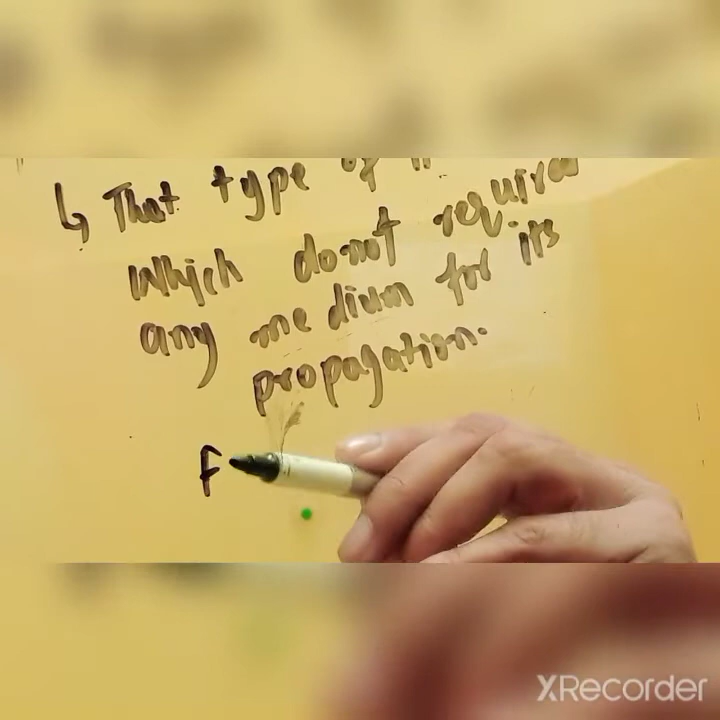 ↳ That type of
which donot require
any medium for its
propagation.
F
XRecorder